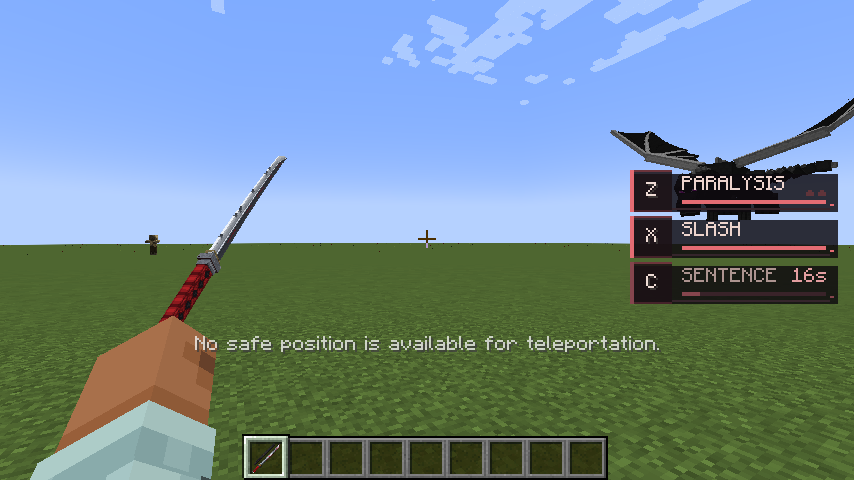 Z PARALYSIS
X SLASH
C SENTENCE 16s
No safe position is available for teleportation.